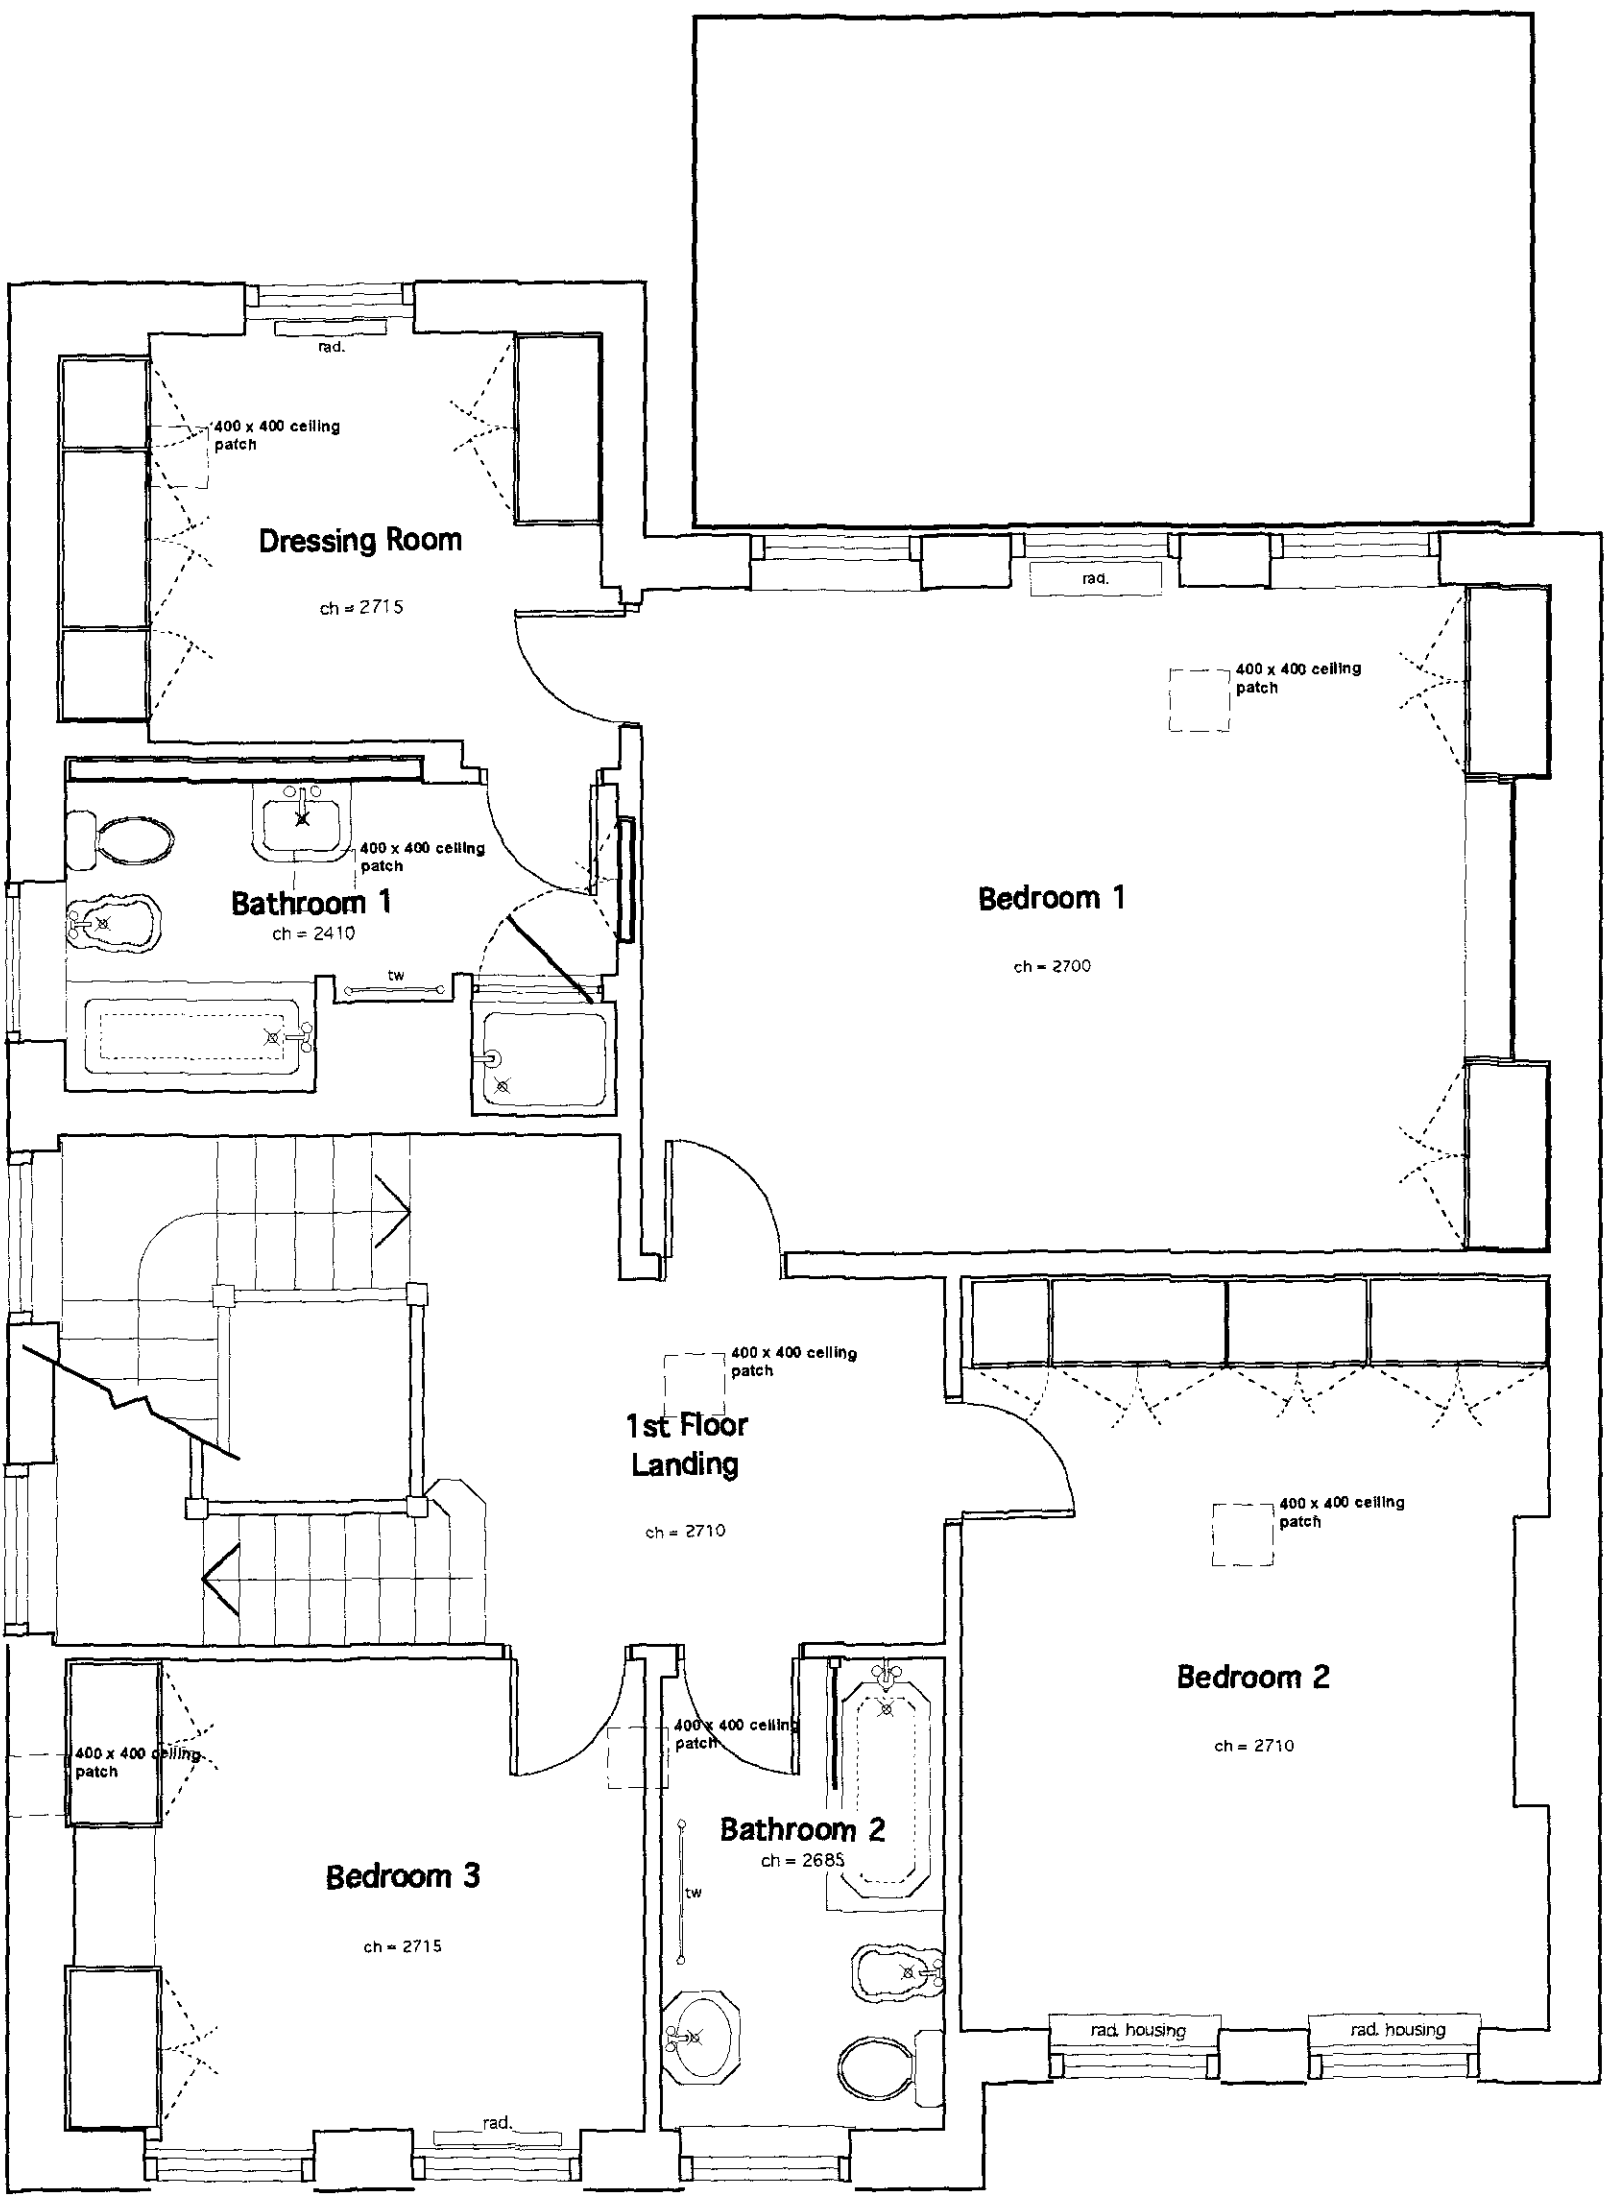 rad.
400 x 400 ceiling
patch
Dressing Room
ch = 2715
rad.
400 x 400 ceiling
patch
400 x 400 ceiling
patch
Bathroom 1
ch = 2410
tw
Bedroom 1
ch = 2700
400 x 400 ceiling
patch
1st Floor
Landing
ch = 2710
400 x 400 ceiling
patch
Bedroom 2
ch = 2710
400 x 400 ceiling
patch
400 x 400 ceiling
patch
Bathroom 2
ch = 2685
tw
Bedroom 3
ch = 2715
rad. housing
rad. housing
rad.